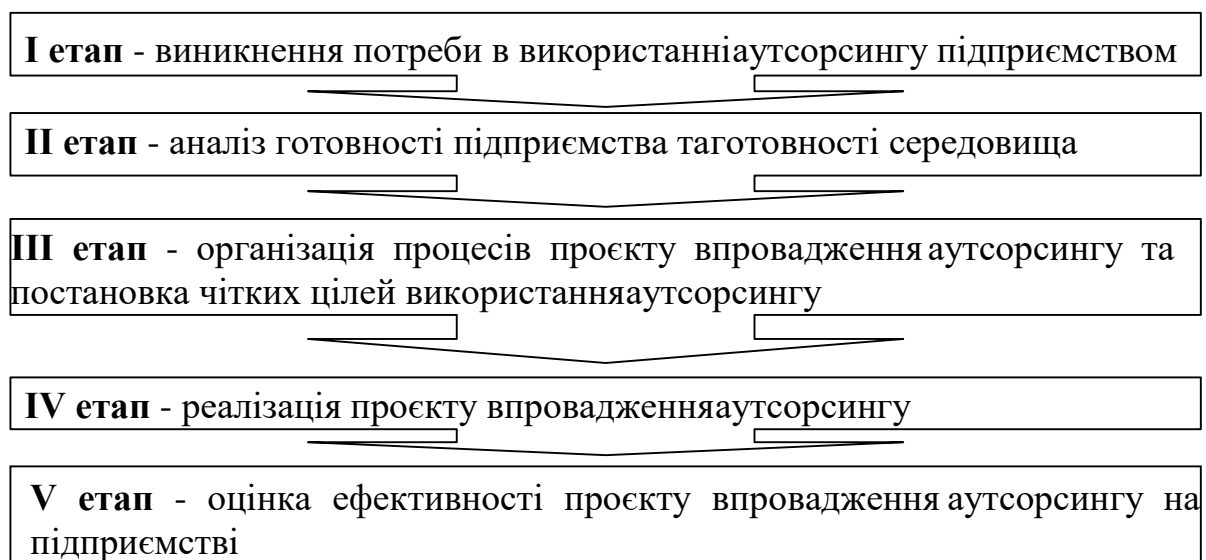 I етап - виникнення потреби в використанніаутсорсингу підприємством
II етап - аналіз готовності підприємства таготовності середовища
III етап - організація процесів проєкту впровадження аутсорсингу та
постановка чітких цілей використанняаутсорсингу
IV етап - реалізація проєкту впровадженняаутсорсингу
V етап - оцінка ефективності проєкту впровадження аутсорсингу на
підприємстві